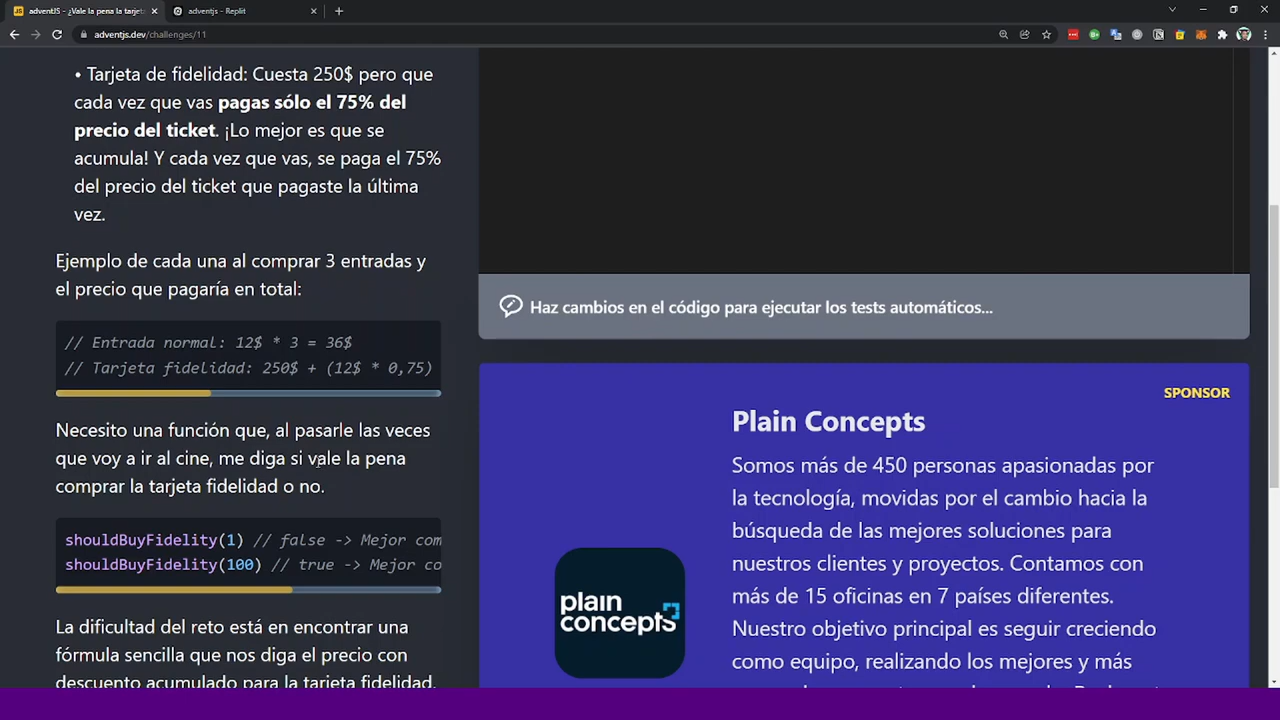 adventJS - ¿Vale la pena la tarjeta
adventjs - Replit
adventjs.dev/challenges/11
• Tarjeta de fidelidad: Cuesta 250$ pero que
cada vez que vas pagas sólo el 75% del
precio del ticket. ¡Lo mejor es que se
acumula! Y cada vez que vas, se paga el 75%
del precio del ticket que pagaste la última
vez.
Ejemplo de cada una al comprar 3 entradas y
el precio que pagaría en total:
// Entrada normal: 12$ * 3 = 36$
// Tarjeta fidelidad: 250$ + (12$ * 0,75)
Necesito una función que, al pasarle las veces
que voy a ir al cine, me diga si vale la pena
comprar la tarjeta fidelidad o no.
shouldBuyFidelity(1) // false -> Mejor com
shouldBuyFidelity(100) // true -> Mejor co
La dificultad del reto está en encontrar una
fórmula sencilla que nos diga el precio con
descuento acumulado para la tarjeta fidelidad.
Haz cambios en el código para ejecutar los tests automáticos...
SPONSOR
Plain Concepts
plain
concepts
Somos más de 450 personas apasionadas por
la tecnología, movidas por el cambio hacia la
búsqueda de las mejores soluciones para
nuestros clientes y proyectos. Contamos con
más de 15 oficinas en 7 países diferentes.
Nuestro objetivo principal es seguir creciendo
como equipo, realizando los mejores y más